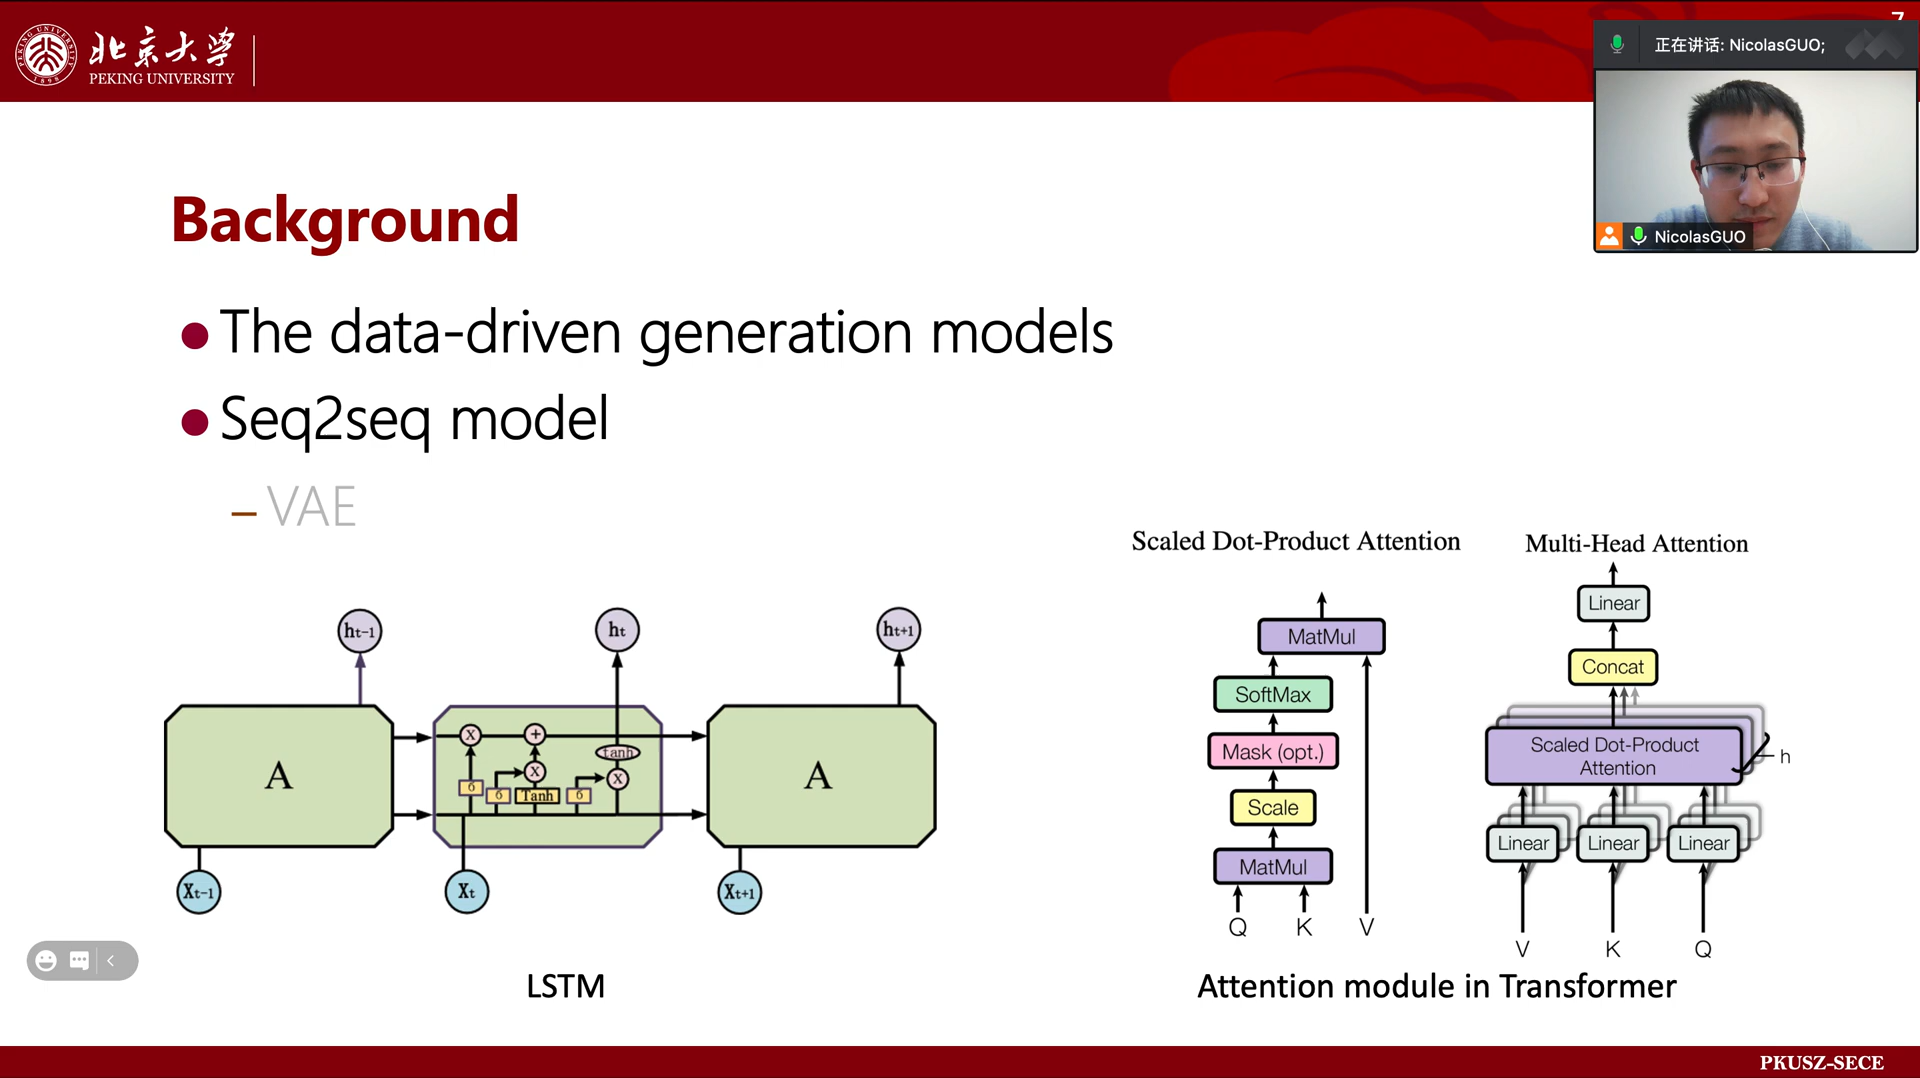 7
北京大学
PEKING UNIVERSITY
正在讲话: NicolasGUO;
NicolasGUO
Background
The data-driven generation models
Seq2seq model
VAE
Scaled Dot-Product Attention
Multi-Head Attention
ht-1
ht
ht+1
A
X
+
tanh
X
X
б
б
Tanh
б
A
Xt-1
Xt
Xt+1
MatMul
SoftMax
Mask (opt.)
Scale
MatMul
Q K V
Linear
Concat
Scaled Dot-Product
Attention
h
Linear Linear Linear
V K Q
LSTM
Attention module in Transformer
PKUSZ-SECE